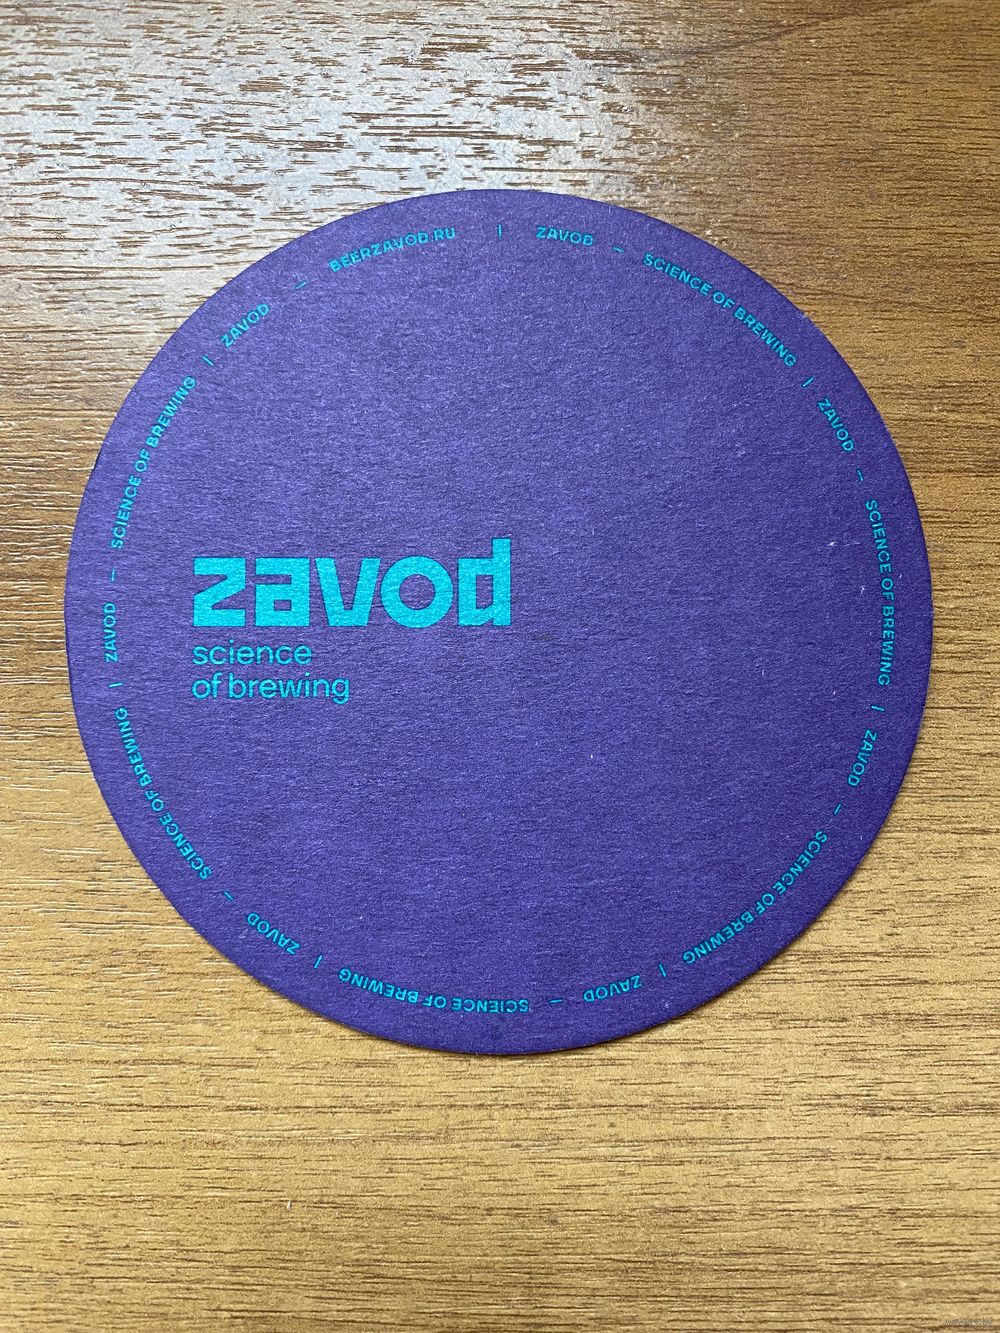 zavod
science
of brewing
ZAVOD — SCIENCE OF BREWING | ZAVOD — SCIENCE OF BREWING | ZAVOD — SCIENCE OF BREWING | ZAVOD — SCIENCE OF BREWING | ZAVOD — SCIENCE OF BREWING | ZAVOD — SCIENCE OF BREWING | ZAVOD — BEERZAVOD.RU |